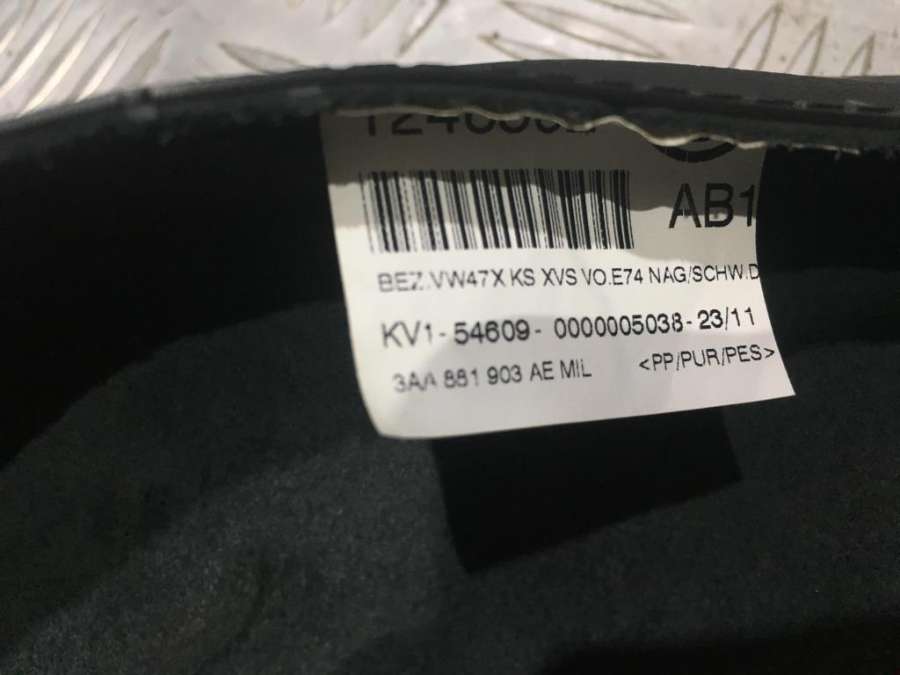 AB1
BEZ.VW47X KS XVS VO.E74 NAG/SCHW.D
KV1-54609-0000005038-23/11
3AA 881 903 AE MIL <PP/PUR/PES>